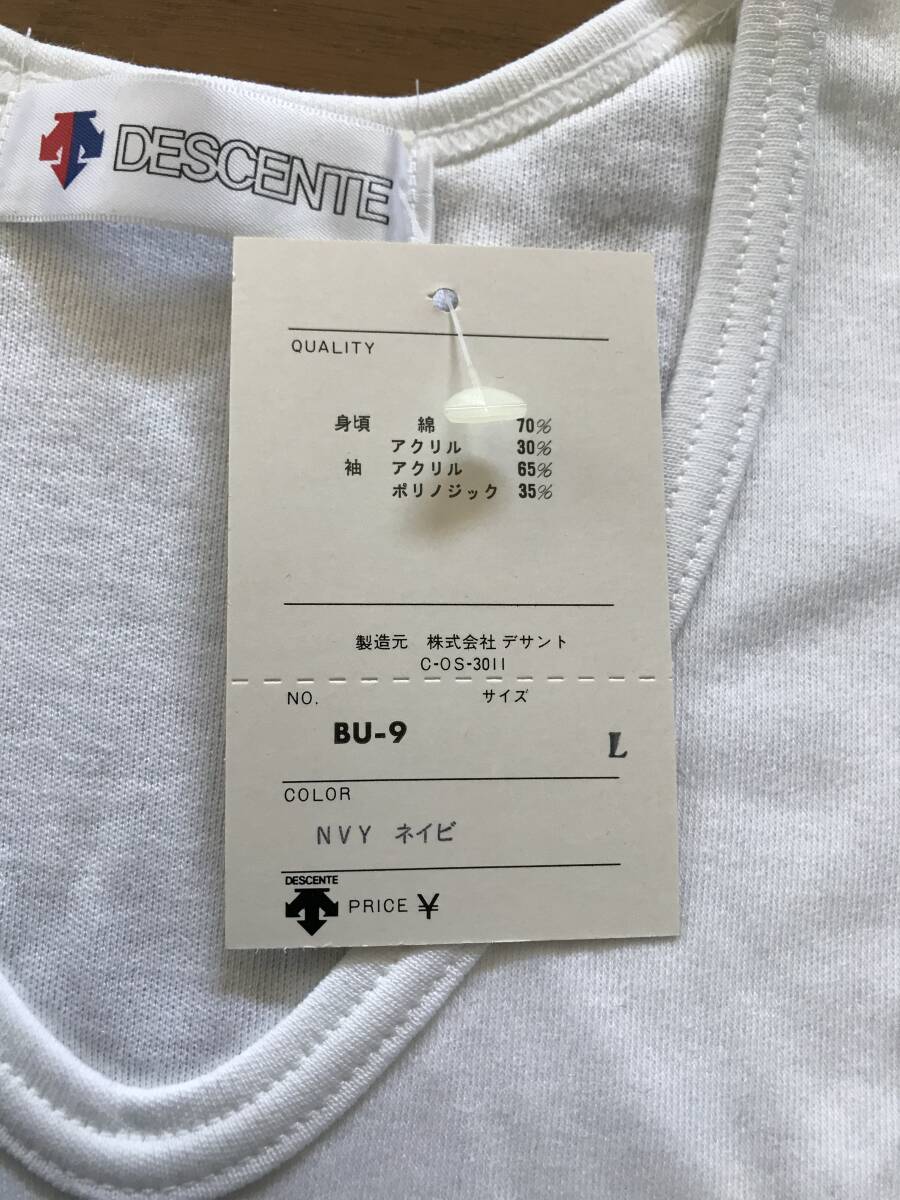 DESCENTE
QUALITY
身頃 綿 70%
アクリル 30%
袖 アクリル 65%
ポリノジック 35%
製造元 株式会社 デサント
C-OS-3011
NO. サイズ
BU-9 L
COLOR
NVY ネイビ
DESCENTE
PRICE ¥